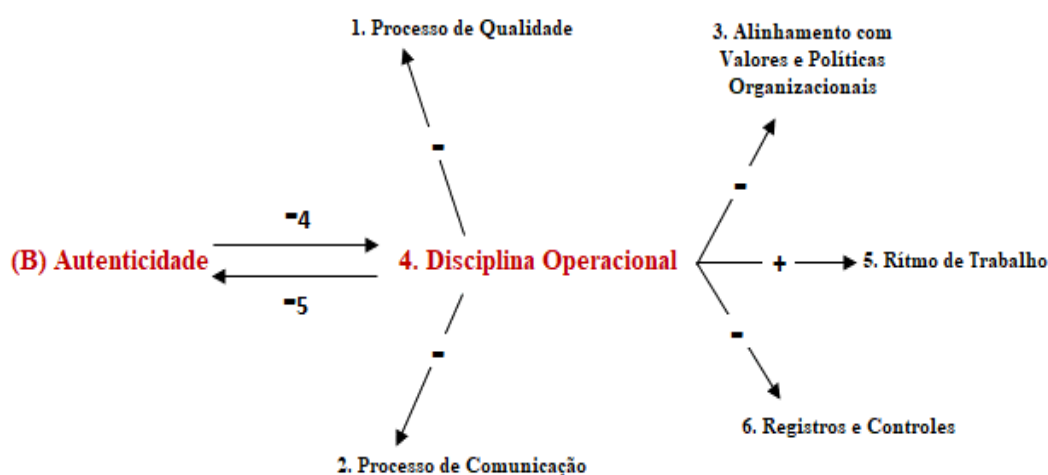 1. Processo de Qualidade
3. Alinhamento com
Valores e Políticas
Organizacionais
-
-
-4
(B) Autenticidade
4. Disciplina Operacional
+
5. Rítmo de Trabalho
-5
-
-
6. Registros e Controles
2. Processo de Comunicação